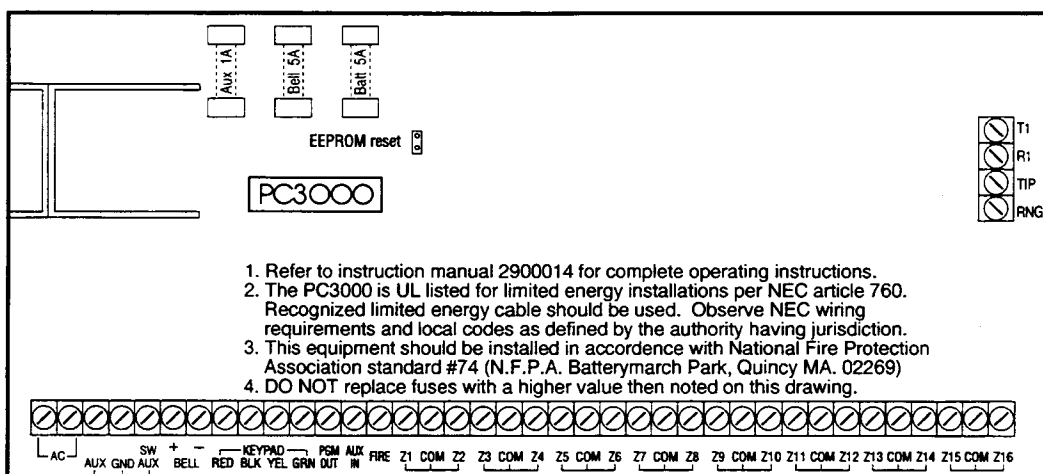 Aux 1A
Bell 5A
Batt 5A
EEPROM reset
PC3000
T1
R1
TIP
RNG
1. Refer to instruction manual 2900014 for complete operating instructions.
2. The PC3000 is UL listed for limited energy installations per NEC article 760.
Recognized limited energy cable should be used. Observe NEC wiring
requirements and local codes as defined by the authority having jurisdiction.
3. This equipment should be installed in accordence with National Fire Protection
Association standard #74 (N.F.P.A. Batterymarch Park, Quincy MA. 02269)
4. DO NOT replace fuses with a higher value then noted on this drawing.
AC
AUX
GND
SW
AUX
+ −
BELL
KEYPAD
RED BLK YEL GRN
PGM
OUT
AUX
IN
FIRE
Z1 COM Z2
Z3 COM Z4
Z5 COM Z6
Z7 COM Z8
Z9 COM Z10
Z11 COM Z12
Z13 COM Z14
Z15 COM Z16